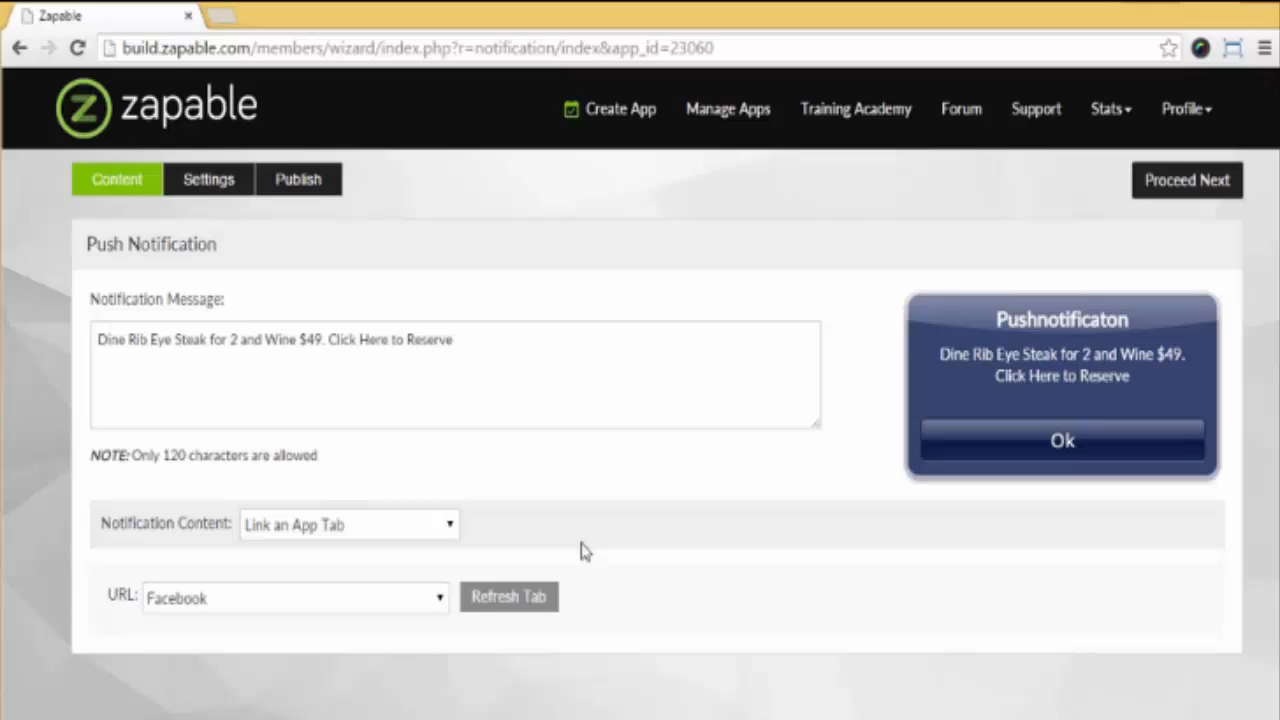 Zapable
build.zapable.com/members/wizard/index.php?r=notification/index&app_id=23060
Z zapable
Create App Manage Apps Training Academy Forum Support Stats Profile
Content Settings Publish
Proceed Next
Push Notification
Notification Message:
Dine Rib Eye Steak for 2 and Wine $49. Click Here to Reserve
Pushnotificaton
Dine Rib Eye Steak for 2 and Wine $49.
Click Here to Reserve
Ok
NOTE: Only 120 characters are allowed
Notification Content: Link an App Tab
URL: Facebook Refresh Tab